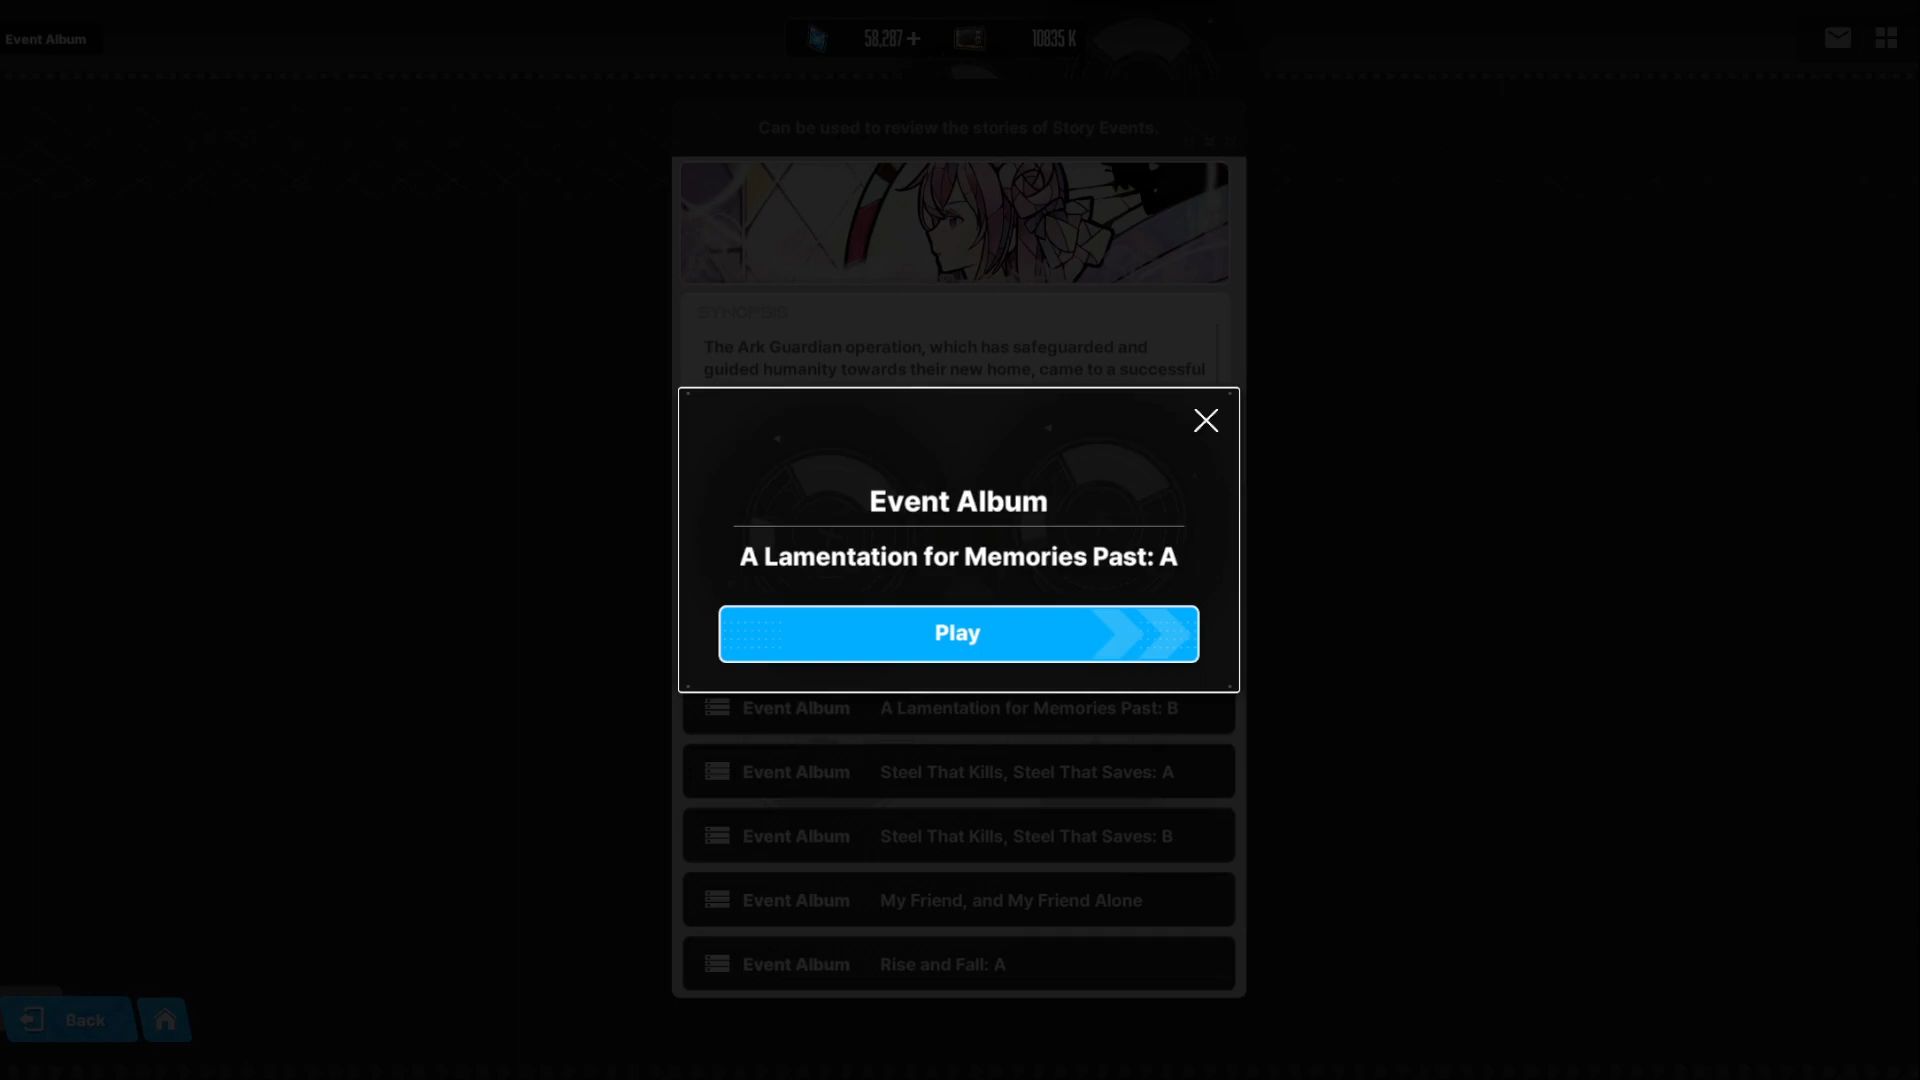 Event Album
58,287
10835 K
Can be used to review the stories of Story Events.
SYNOPSIS
The Ark Guardian operation, which has safeguarded and
guided humanity towards their new home, came to a successful
Event Album
A Lamentation for Memories Past: A
Play
Event Album A Lamentation for Memories Past: B
Event Album Steel That Kills, Steel That Saves: A
Event Album Steel That Kills, Steel That Saves: B
Event Album My Friend, and My Friend Alone
Event Album Rise and Fall: A
Back